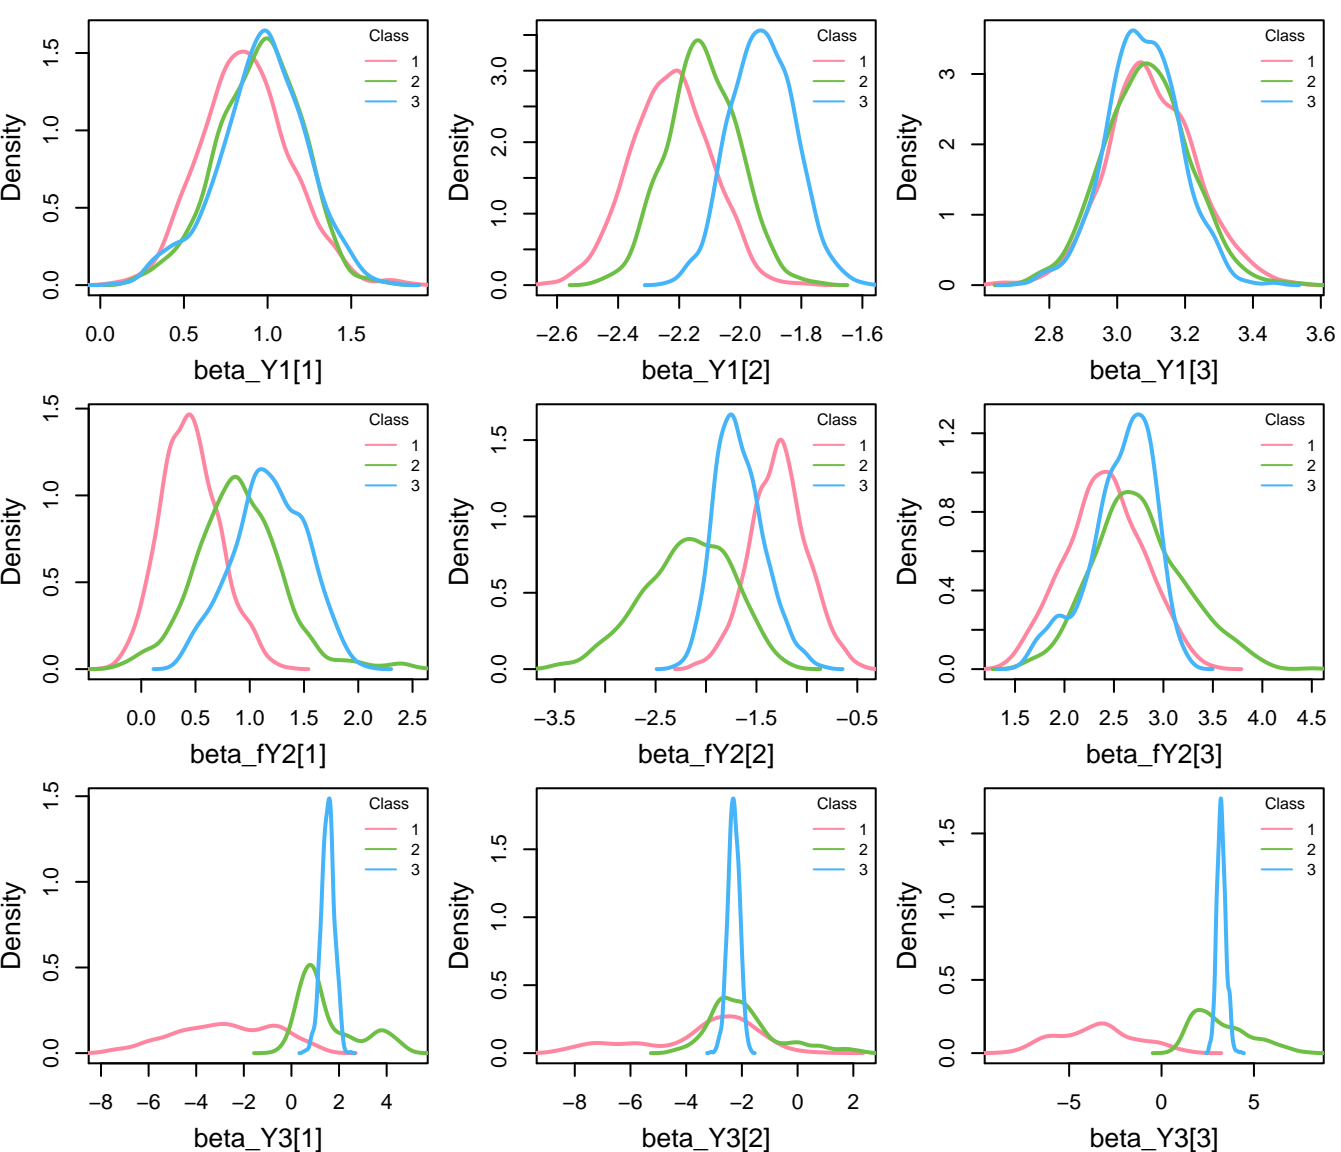 Density
0.0 0.5 1.0 1.5
Class
1
2
3
0.0 0.5 1.0 1.5
beta_Y1[1]
Density
0.0 1.0 2.0 3.0
Class
1
2
3
−2.6 −2.4 −2.2 −2.0 −1.8 −1.6
beta_Y1[2]
Density
0 1 2 3
Class
1
2
3
2.8 3.0 3.2 3.4 3.6
beta_Y1[3]
Density
0.0 0.5 1.0 1.5
Class
1
2
3
0.0 0.5 1.0 1.5 2.0 2.5
beta_fY2[1]
Density
0.0 0.5 1.0 1.5
Class
1
2
3
−3.5 −2.5 −1.5 −0.5
beta_fY2[2]
Density
0.0 0.4 0.8 1.2
Class
1
2
3
1.5 2.0 2.5 3.0 3.5 4.0 4.5
beta_fY2[3]
Density
0.0 0.5 1.0 1.5
Class
1
2
3
−8 −6 −4 −2 0 2 4
beta_Y3[1]
Density
0.0 0.5 1.0 1.5
Class
1
2
3
−8 −6 −4 −2 0 2
beta_Y3[2]
Density
0.0 0.5 1.0 1.5
Class
1
2
3
−5 0 5
beta_Y3[3]